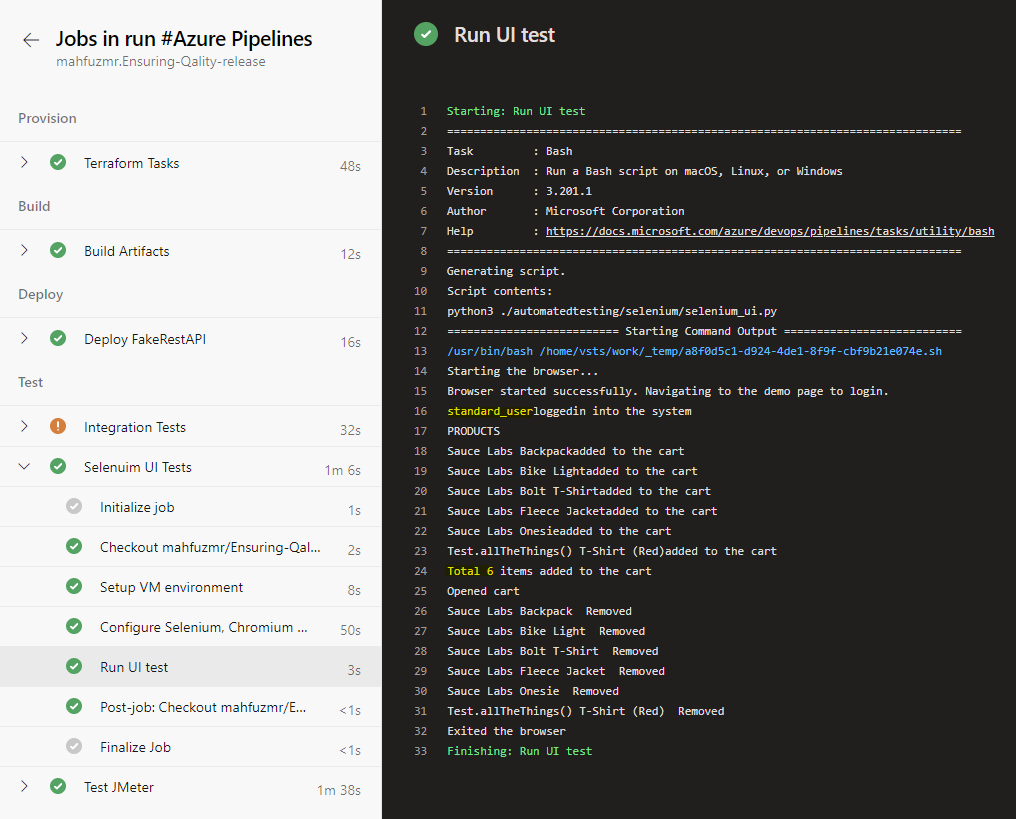 Jobs in run #Azure Pipelines
mahfuzmr.Ensuring-Qality-release
Provision
Terraform Tasks 48s
Build
Build Artifacts 12s
Deploy
Deploy FakeRestAPI 16s
Test
Integration Tests 32s
Selenuim UI Tests 1m 6s
Initialize job 1s
Checkout mahfuzmr/Ensuring-Qal... 2s
Setup VM environment 8s
Configure Selenium, Chromium ... 50s
Run UI test 3s
Post-job: Checkout mahfuzmr/E... <1s
Finalize Job <1s
Test JMeter 1m 38s
Run UI test
1 Starting: Run UI test
2 ==============================================================================
3 Task         : Bash
4 Description  : Run a Bash script on macOS, Linux, or Windows
5 Version      : 3.201.1
6 Author       : Microsoft Corporation
7 Help         : https://docs.microsoft.com/azure/devops/pipelines/tasks/utility/bash
8 ==============================================================================
9 Generating script.
10 Script contents:
11 python3 ./automatedtesting/selenium/selenium_ui.py
12 ========================== Starting Command Output ===========================
13 /usr/bin/bash /home/vsts/work/_temp/a8f0d5c1-d924-4de1-8f9f-cbf9b21e074e.sh
14 Starting the browser...
15 Browser started successfully. Navigating to the demo page to login.
16 standard_userloggedin into the system
17 PRODUCTS
18 Sauce Labs Backpackadded to the cart
19 Sauce Labs Bike Lightadded to the cart
20 Sauce Labs Bolt T-Shirtadded to the cart
21 Sauce Labs Fleece Jacketadded to the cart
22 Sauce Labs Onesieadded to the cart
23 Test.allTheThings() T-Shirt (Red)added to the cart
24 Total 6 items added to the cart
25 Opened cart
26 Sauce Labs Backpack  Removed
27 Sauce Labs Bike Light  Removed
28 Sauce Labs Bolt T-Shirt  Removed
29 Sauce Labs Fleece Jacket  Removed
30 Sauce Labs Onesie  Removed
31 Test.allTheThings() T-Shirt (Red)  Removed
32 Exited the browser
33 Finishing: Run UI test